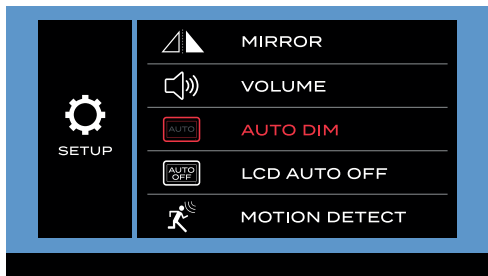 SETUP
MIRROR
VOLUME
AUTO
AUTO DIM
AUTO
OFF
LCD AUTO OFF
MOTION DETECT